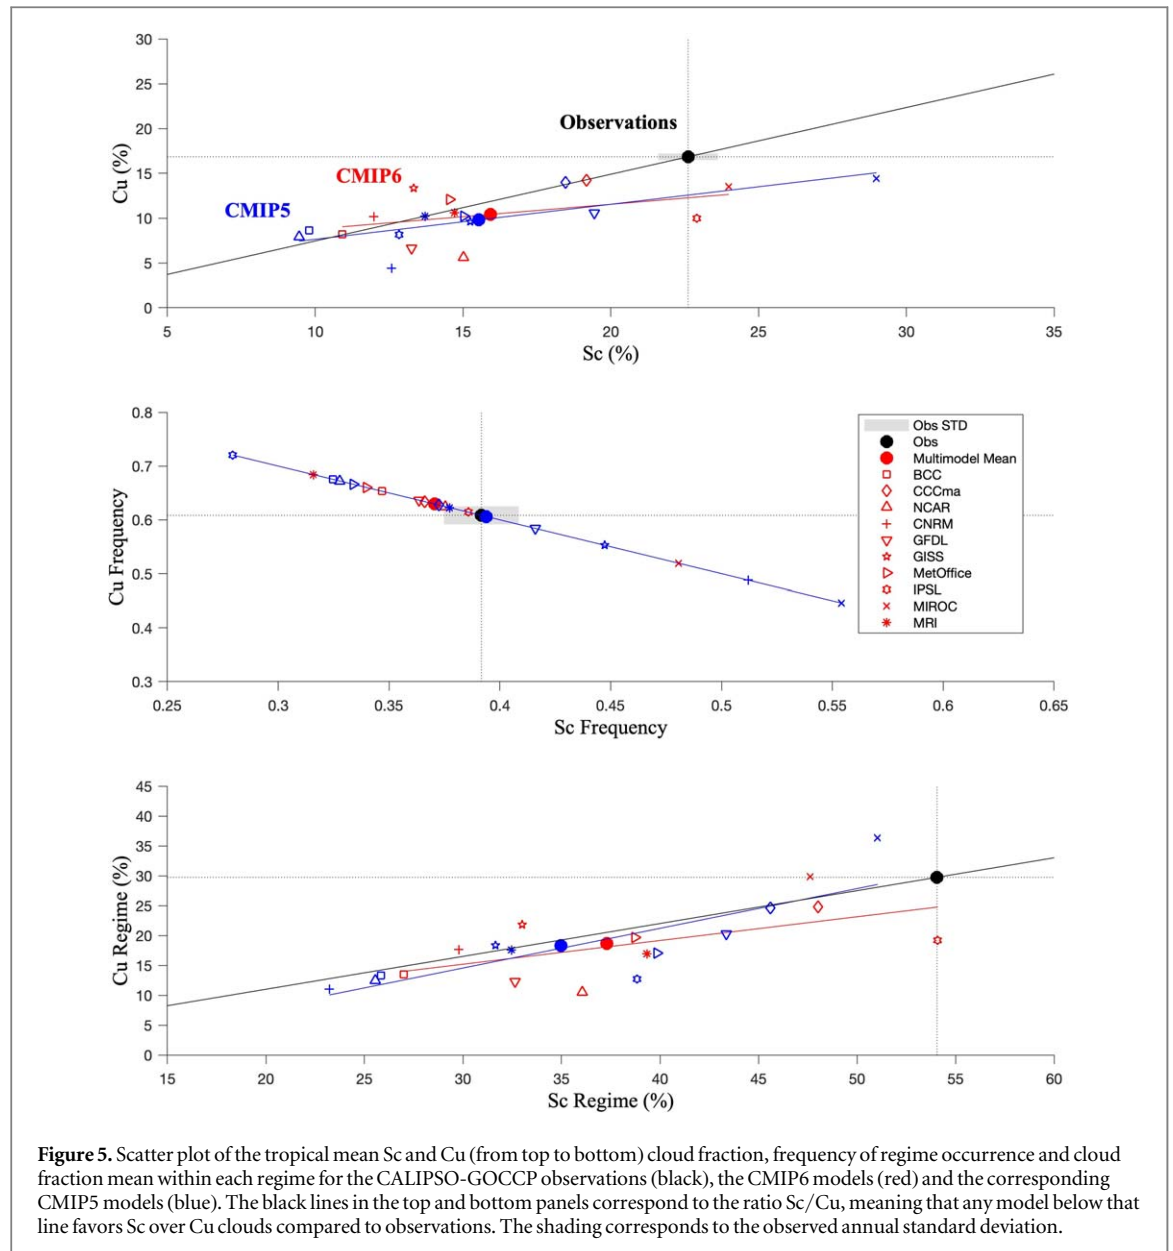 30
25
20
15
10
5
0
Cu (%)
Observations
CMIP6
CMIP5
5 10 15 20 25 30 35
Sc (%)
0.8
0.7
0.6
0.5
0.4
0.3
Cu Frequency
Obs STD
Obs
Multimodel Mean
BCC
CCCma
NCAR
CNRM
GFDL
GISS
MetOffice
IPSL
MIROC
MRI
0.25 0.3 0.35 0.4 0.45 0.5 0.55 0.6 0.65
Sc Frequency
45
40
35
30
25
20
15
10
5
0
Cu Regime (%)
15 20 25 30 35 40 45 50 55 60
Sc Regime (%)
Figure 5. Scatter plot of the tropical mean Sc and Cu (from top to bottom) cloud fraction, frequency of regime occurrence and cloud
fraction mean within each regime for the CALIPSO-GOCCP observations (black), the CMIP6 models (red) and the corresponding
CMIP5 models (blue). The black lines in the top and bottom panels correspond to the ratio Sc/Cu, meaning that any model below that
line favors Sc over Cu clouds compared to observations. The shading corresponds to the observed annual standard deviation.